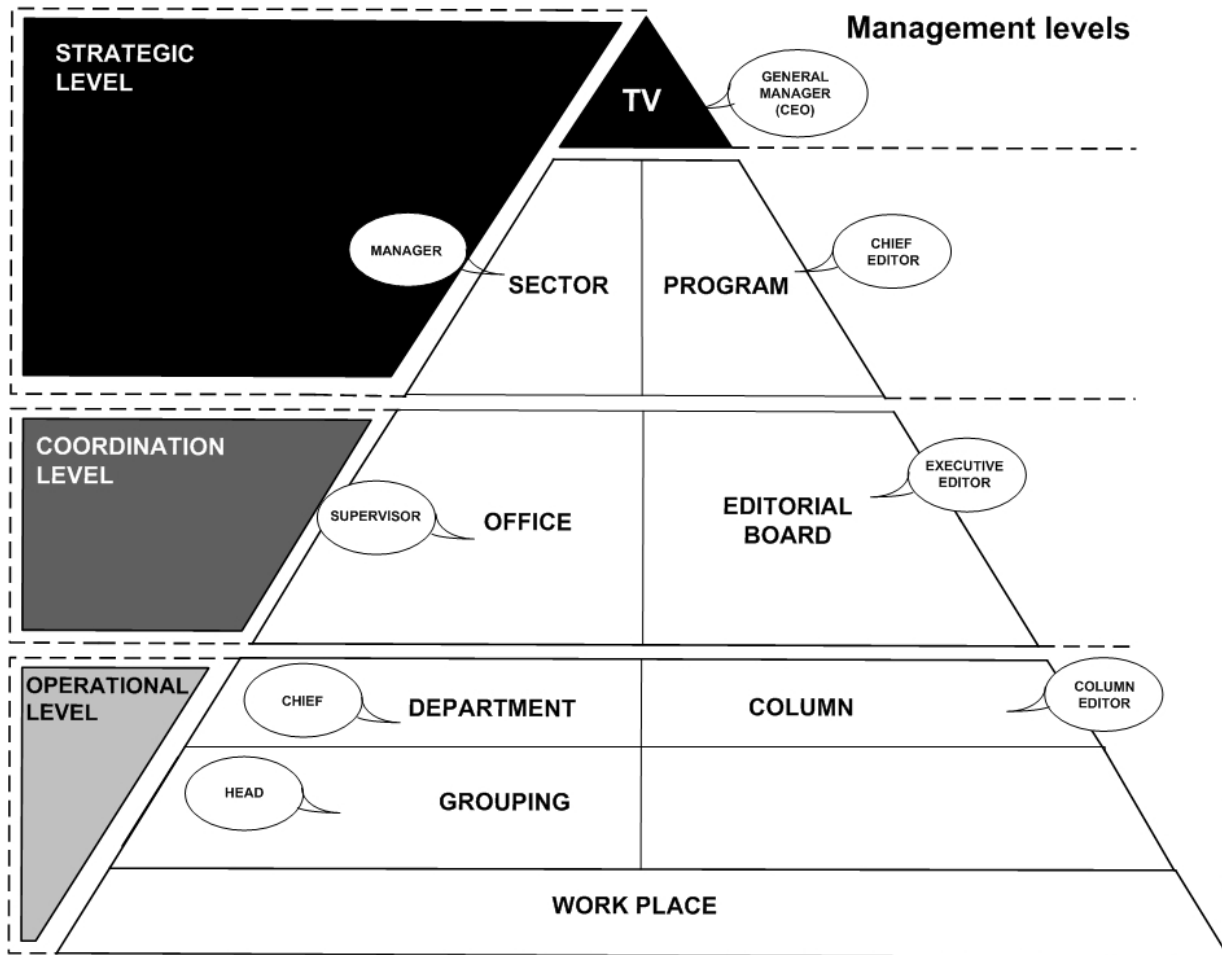 Management levels
STRATEGIC
LEVEL
TV
GENERAL
MANAGER
(CEO)
MANAGER
SECTOR
PROGRAM
CHIEF
EDITOR
COORDINATION
LEVEL
SUPERVISOR
OFFICE
EDITORIAL
BOARD
EXECUTIVE
EDITOR
OPERATIONAL
LEVEL
CHIEF
DEPARTMENT
COLUMN
COLUMN
EDITOR
HEAD
GROUPING
WORK PLACE